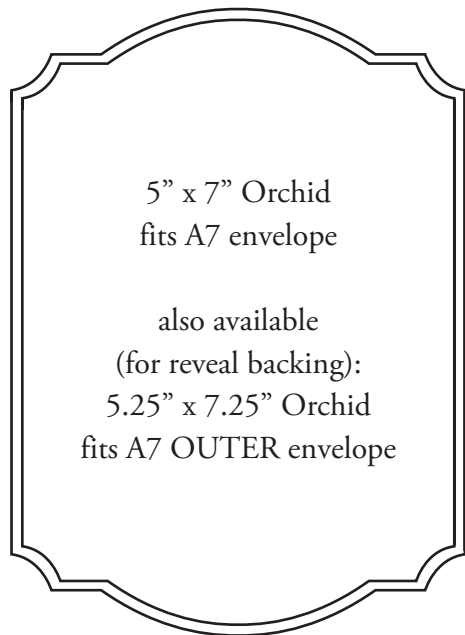 5” x 7” Orchid
fits A7 envelope
also available
(for reveal backing):
5.25” x 7.25” Orchid
fits A7 OUTER envelope